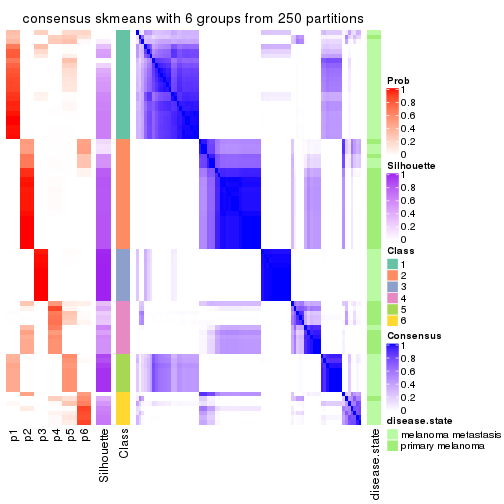 consensus skmeans with 6 groups from 250 partitions
Prob
1
0.8
0.6
0.4
0.2
0
Silhouette
1
0.8
0.6
0.4
0.2
0
Class
1
2
3
4
5
6
Consensus
1
0.8
0.6
0.4
0.2
0
disease.state
melanoma metastasis
primary melanoma
p1
p2
p3
p4
p5
p6
Silhouette
Class
disease.state